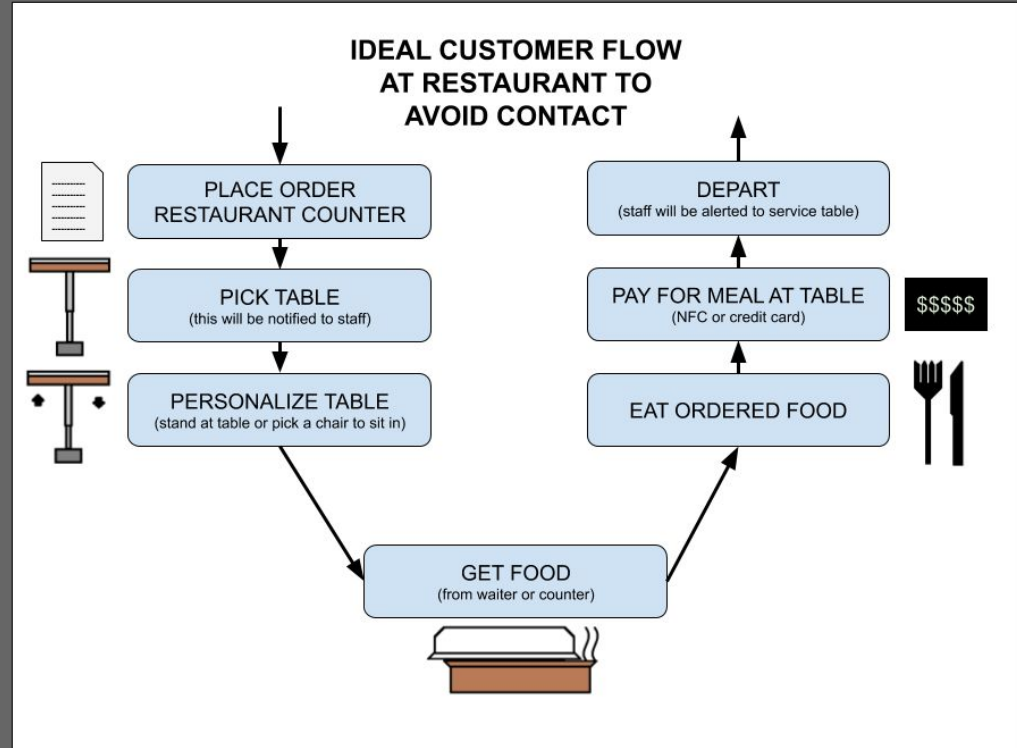 IDEAL CUSTOMER FLOW
AT RESTAURANT TO
AVOID CONTACT
PLACE ORDER
RESTAURANT COUNTER
PICK TABLE
(this will be notified to staff)
PERSONALIZE TABLE
(stand at table or pick a chair to sit in)
GET FOOD
(from waiter or counter)
EAT ORDERED FOOD
PAY FOR MEAL AT TABLE
(NFC or credit card)
$$$$$
DEPART
(staff will be alerted to service table)